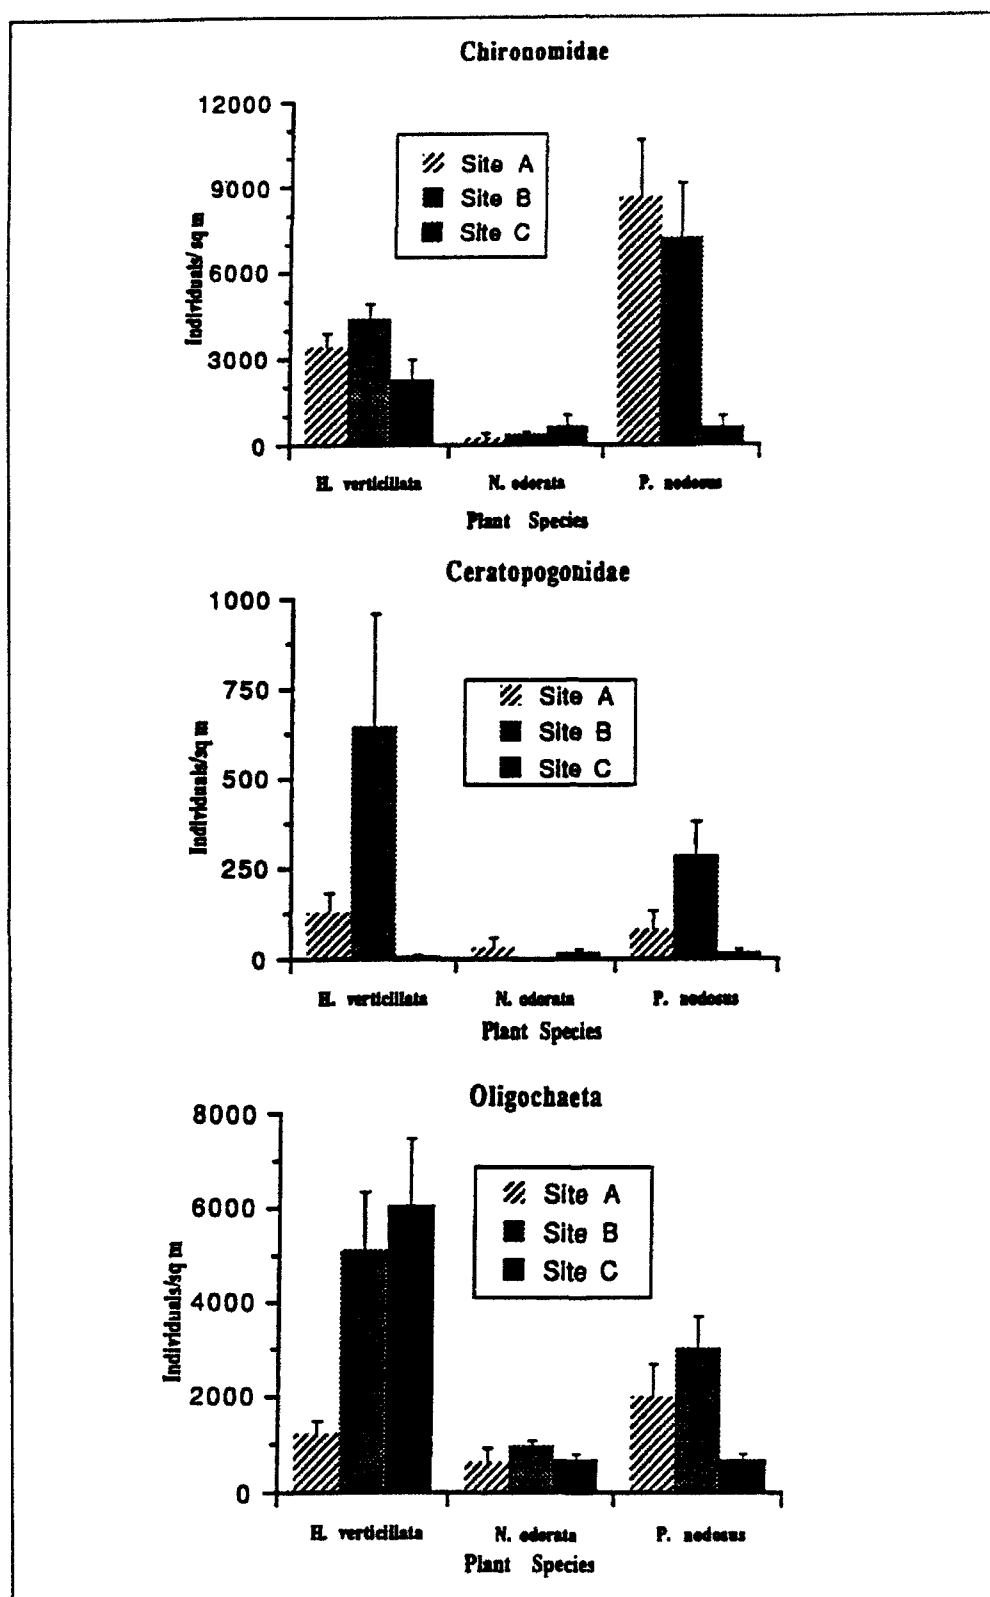 Chironomidae
12000
9000
6000
3000
0
Individuals/sq m
Site A
Site B
Site C
H. verticillata N. odorata P. nodosus
Plant Species
Ceratopogonidae
1000
750
500
250
0
Individuals/sq m
Site A
Site B
Site C
H. verticillata N. odorata P. nodosus
Plant Species
Oligochaeta
8000
6000
4000
2000
0
Individuals/sq m
Site A
Site B
Site C
H. verticillata N. odorata P. nodosus
Plant Species